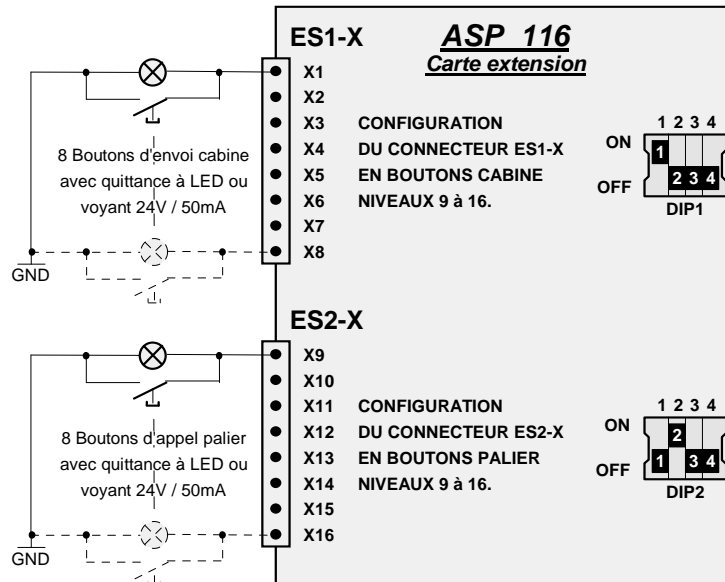 ES1-X
ASP 116
Carte extension
X1
X2
X3
X4
X5
X6
X7
X8
8 Boutons d'envoi cabine
avec quittance à LED ou
voyant 24V / 50mA
GND
CONFIGURATION
DU CONNECTEUR ES1-X
EN BOUTONS CABINE
NIVEAUX 9 à 16.
1 2 3 4
ON
1
2 3 4
OFF
DIP1
ES2-X
X9
X10
X11
X12
X13
X14
X15
X16
8 Boutons d'appel palier
avec quittance à LED ou
voyant 24V / 50mA
GND
CONFIGURATION
DU CONNECTEUR ES2-X
EN BOUTONS PALIER
NIVEAUX 9 à 16.
1 2 3 4
ON
2
1 3 4
OFF
DIP2